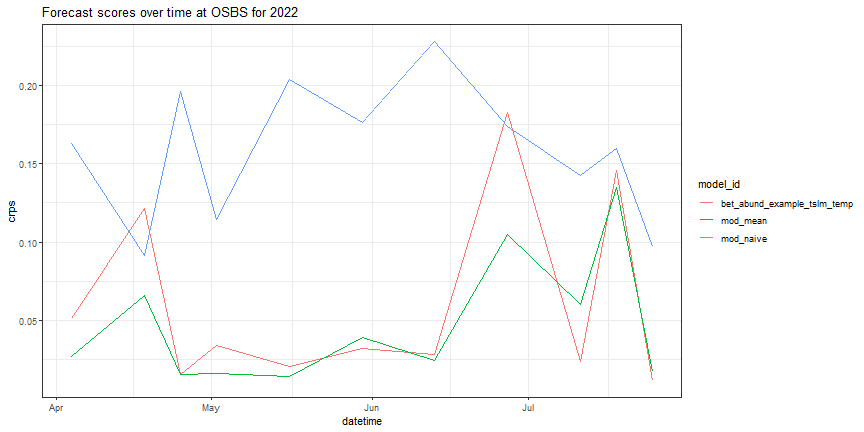 Forecast scores over time at OSBS for 2022
0.20
0.15
0.10
0.05
crps
Apr
May
Jun
Jul
datetime
model_id
bet_abund_example_tslm_temp
mod_mean
mod_naive